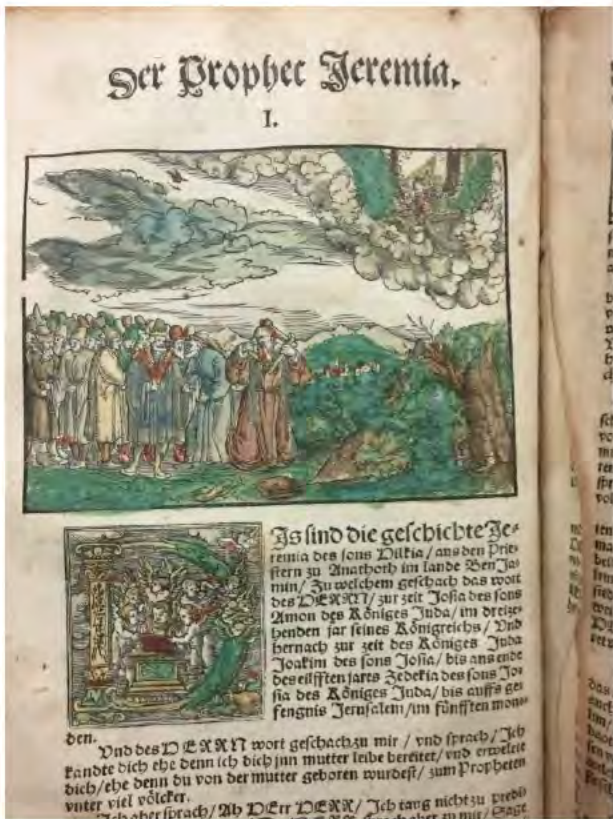 Der Prophet Jeremia.
I.
DIs sind die geschichte Je-
remia des sons Hilkia / aus den Prie-
stern zu Anathoth im lande Ben Ja-
min / Zu welchem geschach das wort
des HERRN / zur zeit Josia des sons
Amon des Königes Juda / im dreize-
henden jar seines Königreichs / Vnd
hernach zur zeit des Königes Juda
Joakim des sons Josia / bis ans ende
des eilfften jars Zedekia des sons Jo-
sia des Königes Juda / bis auffs ge-
fengnis Jerusalem / im fünfften mon-
den.
Vnd des HERRN wort geschach zu mir / vnd sprach / Ich
kandte dich ehe denn ich dich jnn mutter leibe bereitet / vnd erwelete
dich / ehe denn du von der mutter geboren wurdest / zum Propheten
vnter viel völcker.
Ich aber sprach / Ah HErr HERR / Ich taug nicht zu predi